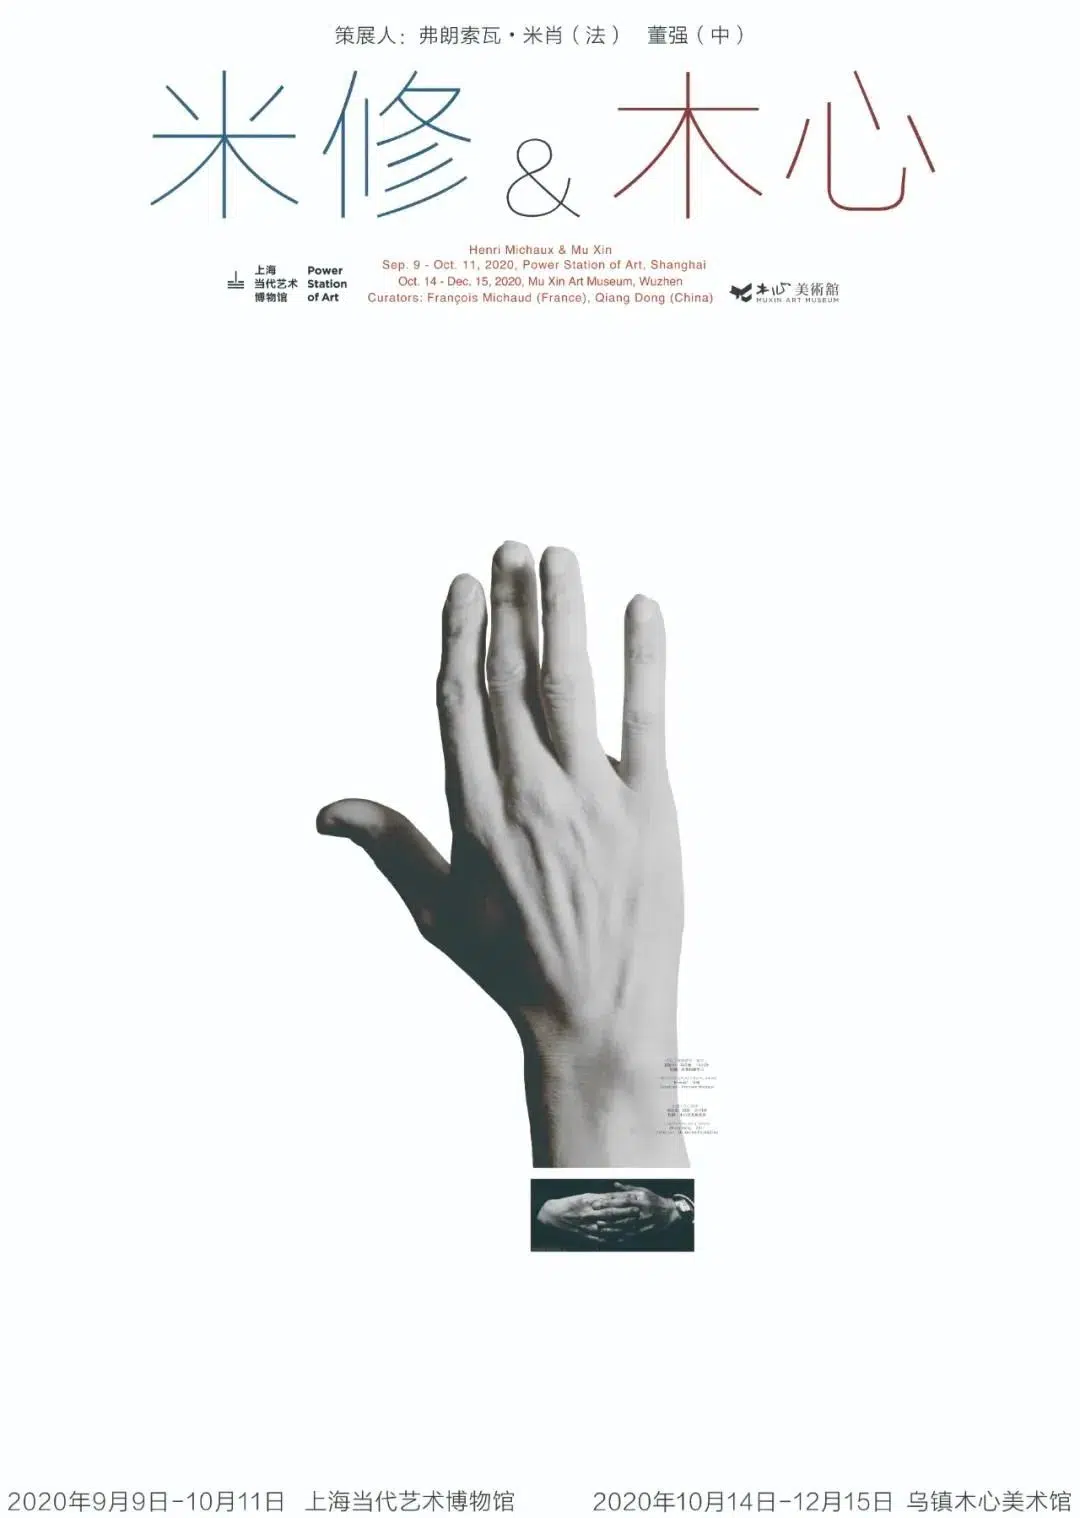 策展人：弗朗索瓦·米肖（法） 董强（中）
米修 & 木心
Henri Michaux & Mu Xin
Sep. 9 - Oct. 11, 2020, Power Station of Art, Shanghai
Oct. 14 - Dec. 15, 2020, Mu Xin Art Museum, Wuzhen
Curators: François Michaud (France), Qiang Dong (China)
上海
当代艺术
博物馆
Power
Station
of Art
木心美術館
MUXIN ART MUSEUM
2020年9月9日-10月11日 上海当代艺术博物馆
2020年10月14日-12月15日 乌镇木心美术馆